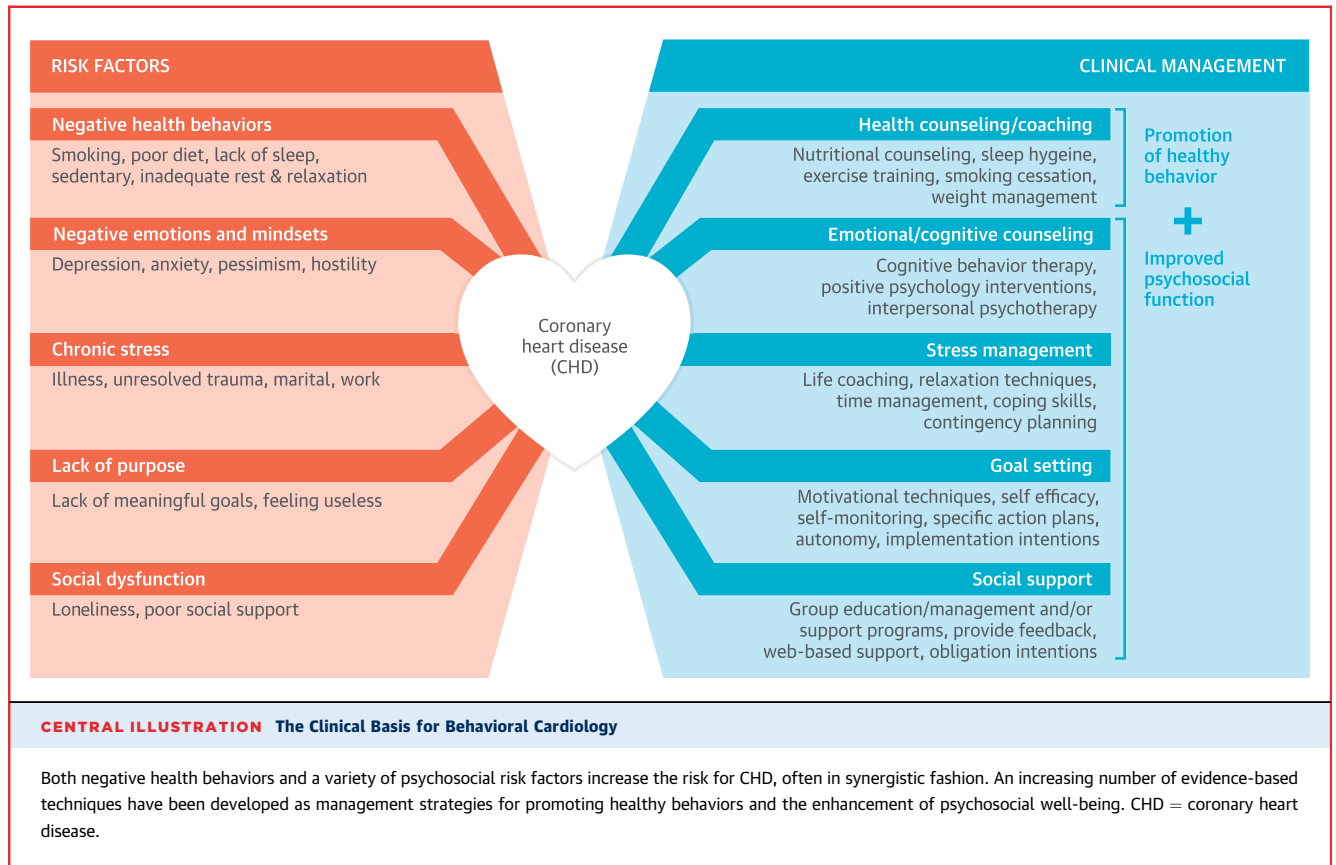 RISK FACTORS
Negative health behaviors
Smoking, poor diet, lack of sleep,
sedentary, inadequate rest & relaxation
Negative emotions and mindsets
Depression, anxiety, pessimism, hostility
Chronic stress
Illness, unresolved trauma, marital, work
Lack of purpose
Lack of meaningful goals, feeling useless
Social dysfunction
Loneliness, poor social support
Coronary
heart disease
(CHD)
CLINICAL MANAGEMENT
Health counseling/coaching
Nutritional counseling, sleep hygeine,
exercise training, smoking cessation,
weight management
Emotional/cognitive counseling
Cognitive behavior therapy,
positive psychology interventions,
interpersonal psychotherapy
Stress management
Life coaching, relaxation techniques,
time management, coping skills,
contingency planning
Goal setting
Motivational techniques, self efficacy,
self-monitoring, specific action plans,
autonomy, implementation intentions
Social support
Group education/management and/or
support programs, provide feedback,
web-based support, obligation intentions
Promotion
of healthy
behavior
+
Improved
psychosocial
function
CENTRAL ILLUSTRATION The Clinical Basis for Behavioral Cardiology
Both negative health behaviors and a variety of psychosocial risk factors increase the risk for CHD, often in synergistic fashion. An increasing number of evidence-based
techniques have been developed as management strategies for promoting healthy behaviors and the enhancement of psychosocial well-being. CHD = coronary heart
disease.